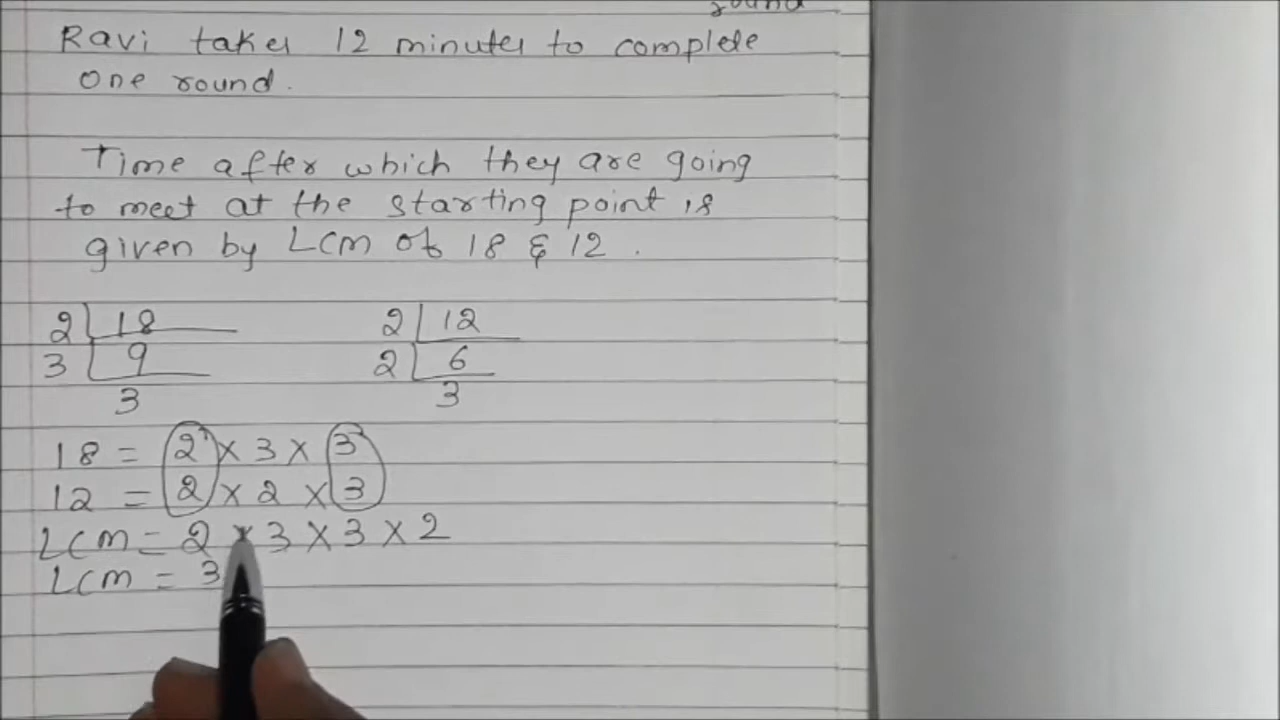 round
Ravi takes 12 minutes to complete
one round.
Time after which they are going
to meet at the starting point is
given by LCM of 18 & 12.
2 | 18
3 | 9
3
2 | 12
2 | 6
3
18 = 2 × 3 × 3
12 = 2 × 2 × 3
LCM = 2 × 3 × 3 × 2
LCM = 3